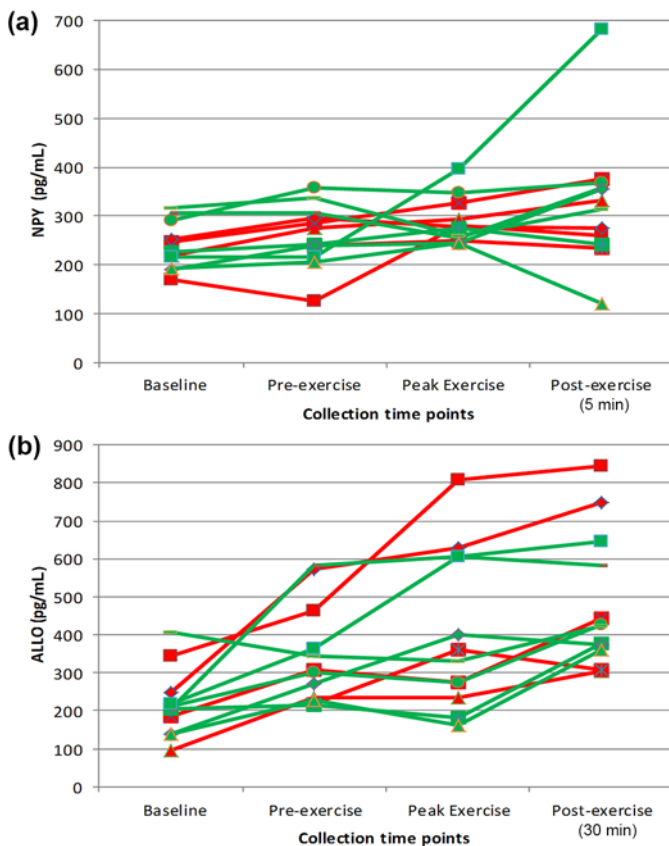 (a)
700
600
500
400
300
200
100
0
NPY (pg/mL)
Baseline Pre-exercise Peak Exercise Post-exercise
(5 min)
Collection time points
(b)
900
800
700
600
500
400
300
200
100
0
ALLO (pg/mL)
Baseline Pre-exercise Peak Exercise Post-exercise
(30 min)
Collection time points